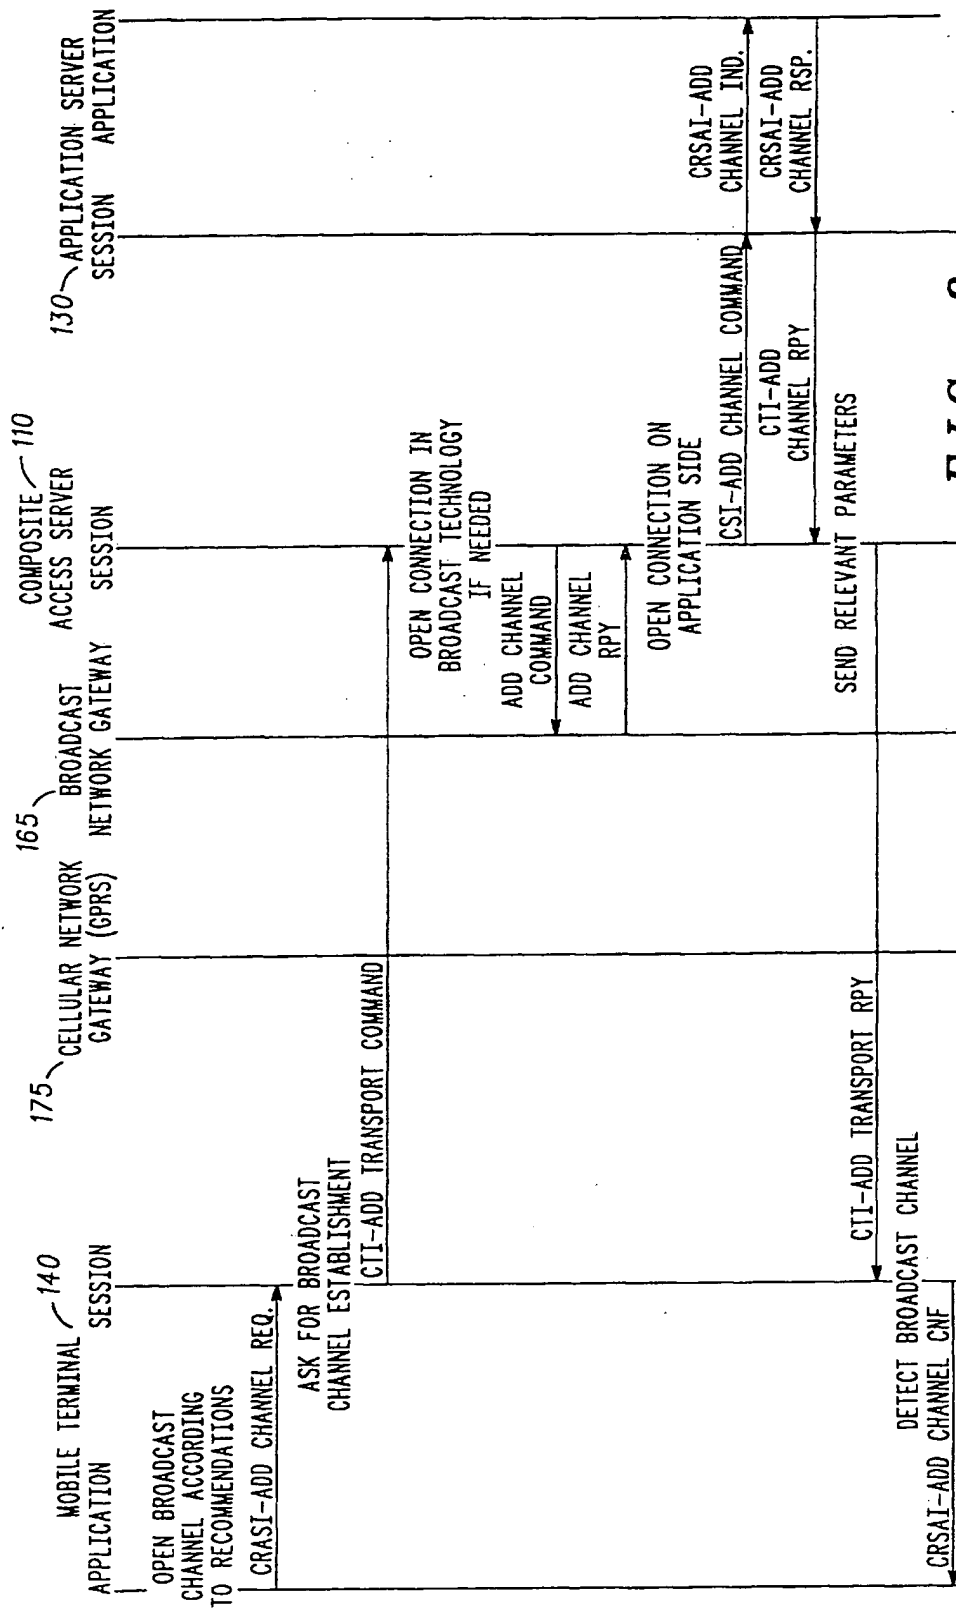 MOBILE TERMINAL 140
APPLICATION
SESSION
175 CELLULAR NETWORK
GATEWAY (GPRS)
165 BROADCAST
NETWORK GATEWAY
COMPOSITE 110
ACCESS SERVER
SESSION
130 APPLICATION SERVER
SESSION
APPLICATION
OPEN BROADCAST
CHANNEL ACCORDING
TO RECOMMENDATIONS
CRASI-ADD CHANNEL REQ.
ASK FOR BROADCAST
CHANNEL ESTABLISHMENT
CTI-ADD TRANSPORT COMMAND
OPEN CONNECTION IN
BROADCAST TECHNOLOGY
IF NEEDED
ADD CHANNEL
COMMAND
ADD CHANNEL
RPY
OPEN CONNECTION ON
APPLICATION SIDE
CSI-ADD CHANNEL COMMAND
CRSAI-ADD
CHANNEL IND.
CRSAI-ADD
CHANNEL RSP.
CTI-ADD
CHANNEL RPY
SEND RELEVANT PARAMETERS
CTI-ADD TRANSPORT RPY
DETECT BROADCAST CHANNEL
CRSAI-ADD CHANNEL CNF